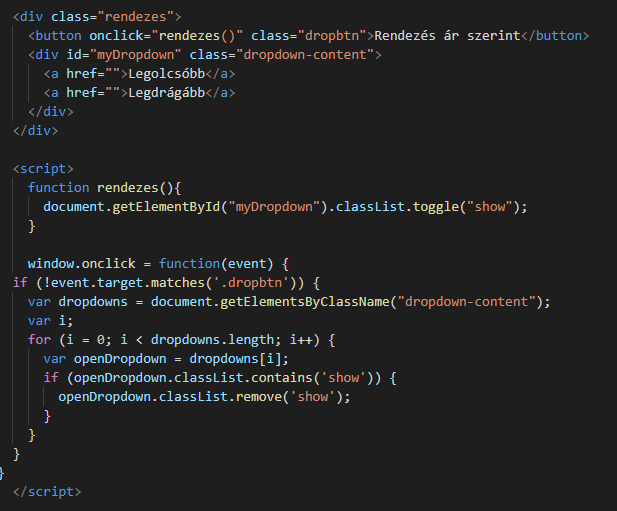 <div class="rendezes">
<button onclick="rendezes()" class="dropbtn">Rendezés ár szerint</button>
<div id="myDropdown" class="dropdown-content">
<a href="">Legolcsóbb</a>
<a href="">Legdrágább</a>
</div>
</div>
<script>
function rendezes(){
document.getElementById("myDropdown").classList.toggle("show");
}
window.onclick = function(event) {
if (!event.target.matches('.dropbtn')) {
var dropdowns = document.getElementsByClassName("dropdown-content");
var i;
for (i = 0; i < dropdowns.length; i++) {
var openDropdown = dropdowns[i];
if (openDropdown.classList.contains('show')) {
openDropdown.classList.remove('show');
}
}
}
}
</script>